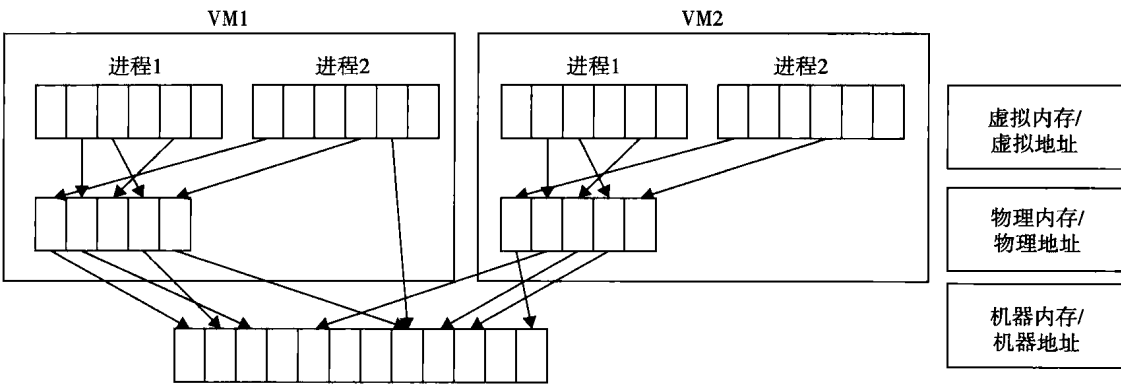 VM1
VM2
进程1
进程2
进程1
进程2
虚拟内存/
虚拟地址
物理内存/
物理地址
机器内存/
机器地址